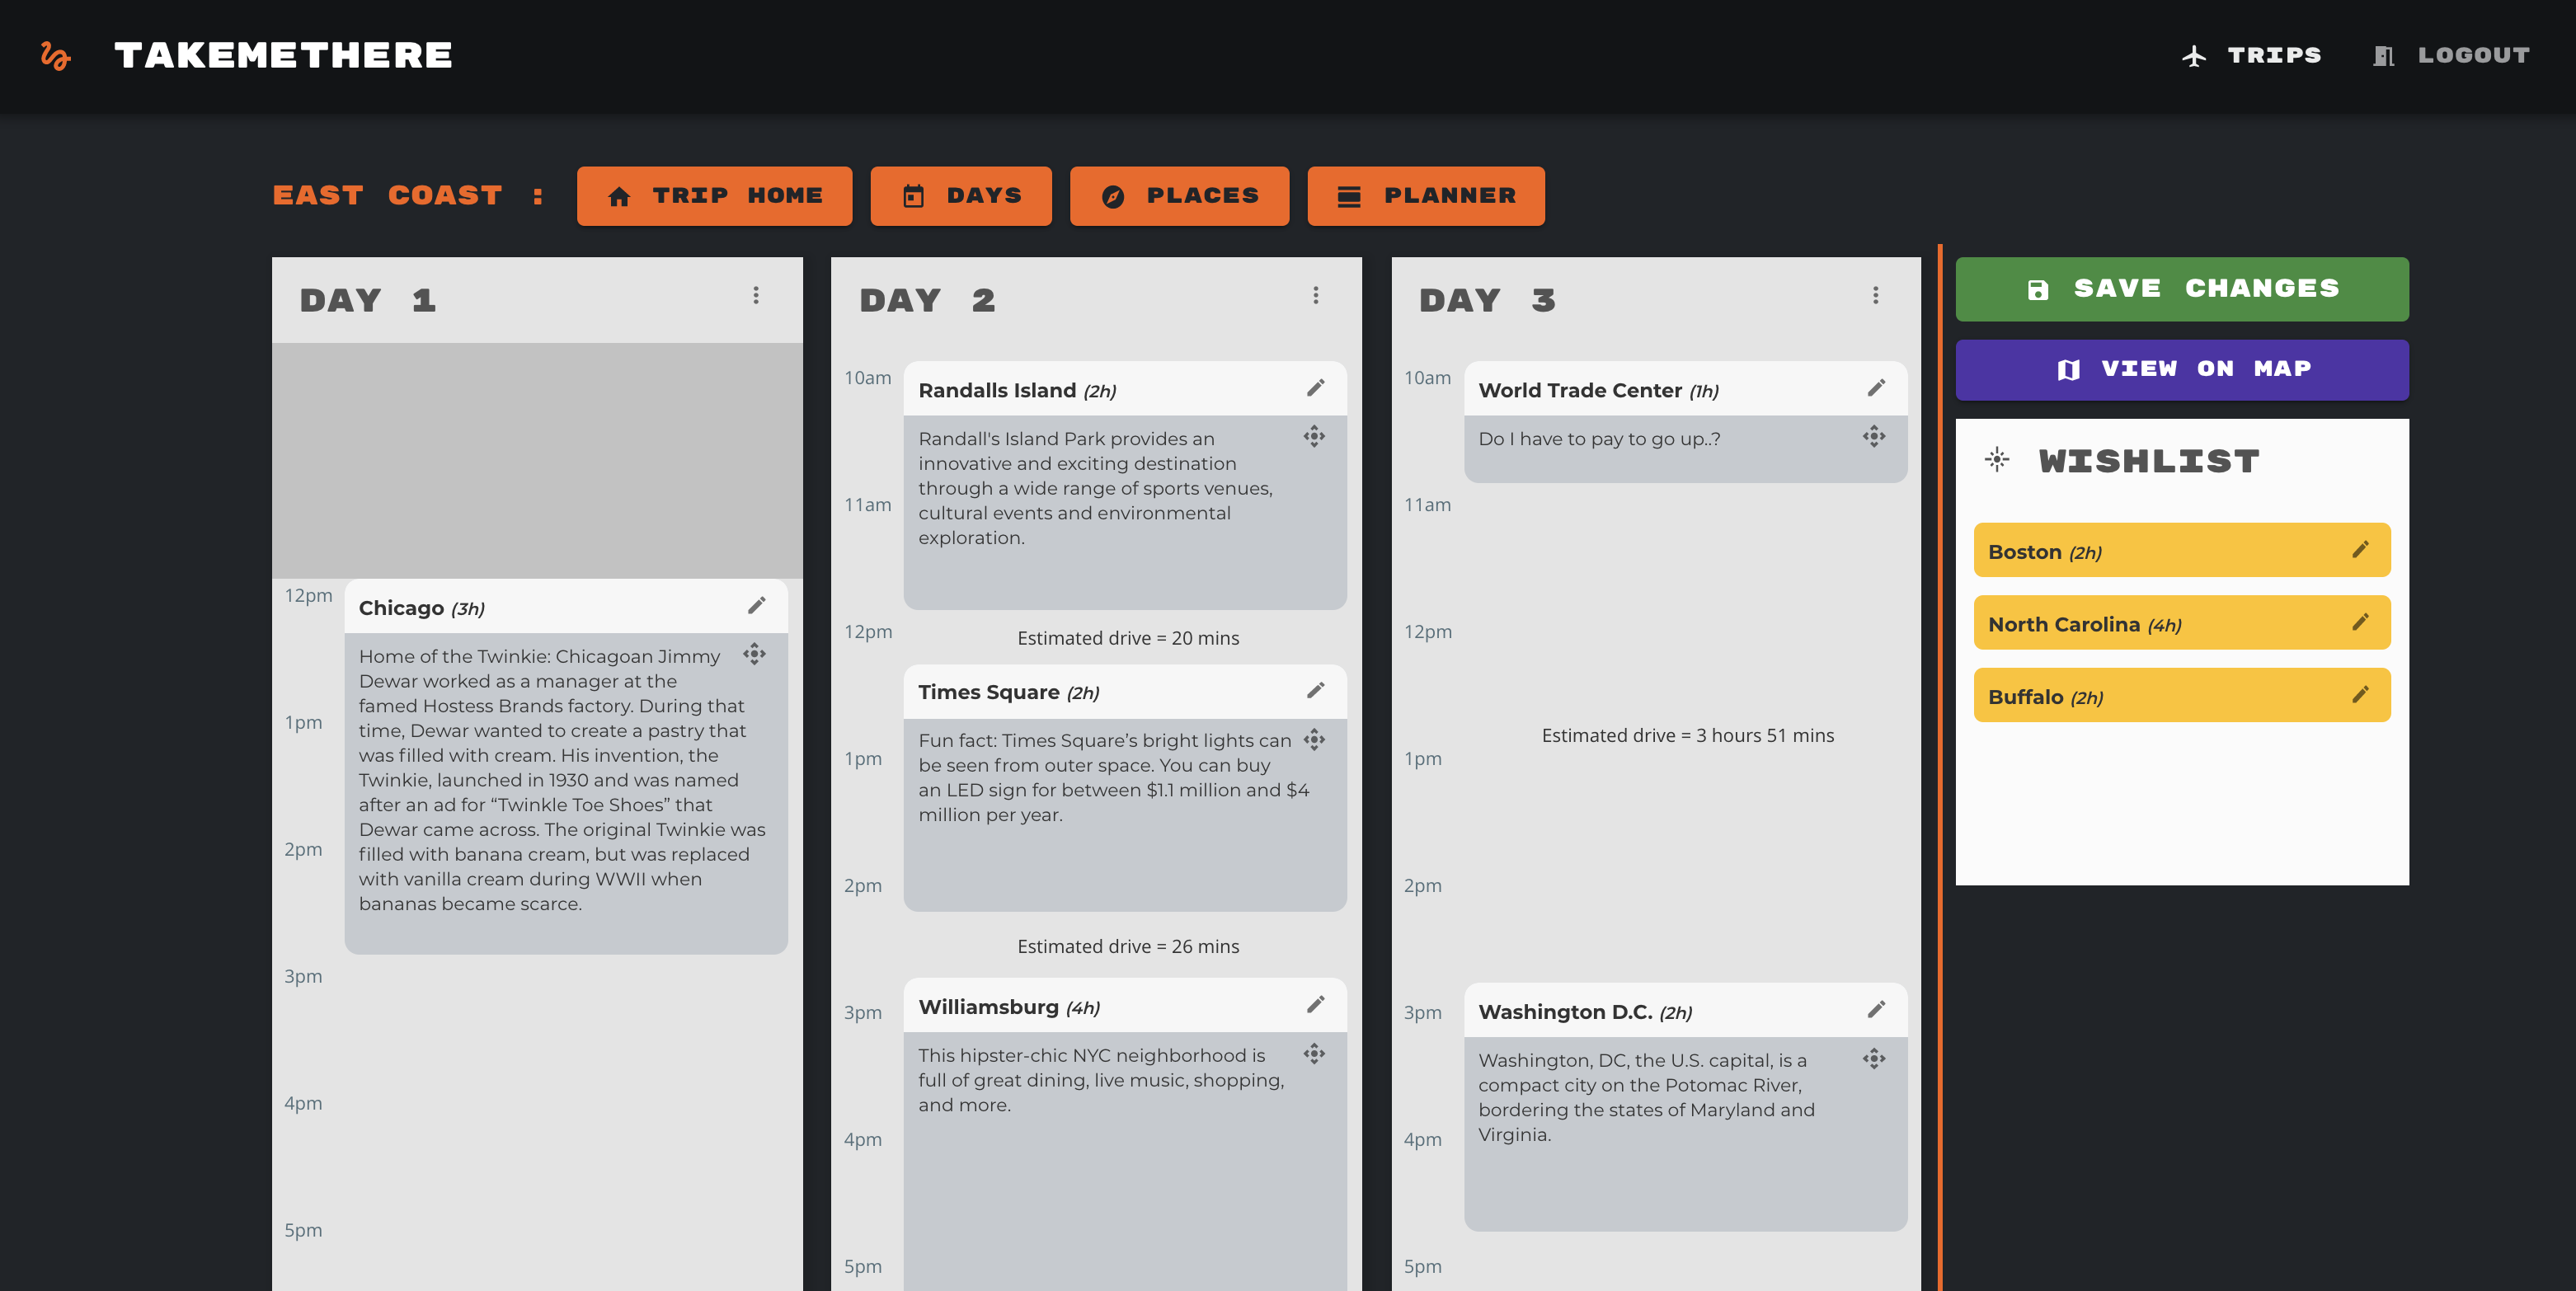 TAKEMETHERE
TRIPS
LOGOUT
EAST COAST :
TRIP HOME
DAYS
PLACES
PLANNER
DAY 1
12pm
Chicago (3h)
Home of the Twinkie: Chicagoan Jimmy
Dewar worked as a manager at the
famed Hostess Brands factory. During that
time, Dewar wanted to create a pastry that
was filled with cream. His invention, the
Twinkie, launched in 1930 and was named
after an ad for “Twinkle Toe Shoes” that
Dewar came across. The original Twinkie was
filled with banana cream, but was replaced
with vanilla cream during WWII when
bananas became scarce.
1pm
2pm
3pm
4pm
5pm
DAY 2
10am
Randalls Island (2h)
Randall's Island Park provides an
innovative and exciting destination
through a wide range of sports venues,
cultural events and environmental
exploration.
11am
12pm
Estimated drive = 20 mins
Times Square (2h)
Fun fact: Times Square’s bright lights can
be seen from outer space. You can buy
an LED sign for between $1.1 million and $4
million per year.
1pm
2pm
Estimated drive = 26 mins
Williamsburg (4h)
3pm
This hipster-chic NYC neighborhood is
full of great dining, live music, shopping,
and more.
4pm
5pm
DAY 3
10am
World Trade Center (1h)
Do I have to pay to go up..?
11am
12pm
Estimated drive = 3 hours 51 mins
1pm
2pm
3pm
Washington D.C. (2h)
Washington, DC, the U.S. capital, is a
compact city on the Potomac River,
bordering the states of Maryland and
Virginia.
4pm
5pm
SAVE CHANGES
VIEW ON MAP
WISHLIST
Boston (2h)
North Carolina (4h)
Buffalo (2h)